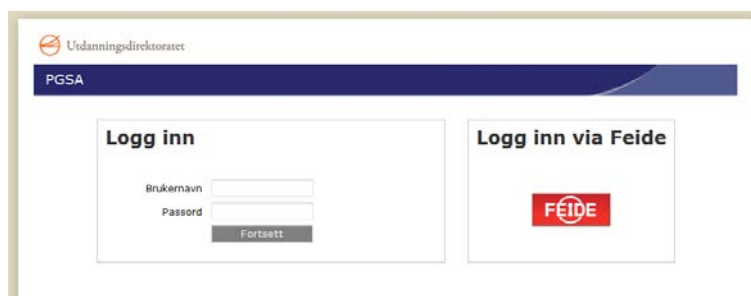 Utdanningsdirektoratet
PGSA
Logg inn
Brukernavn
Passord
Fortsett
Logg inn via Feide
FEIDE